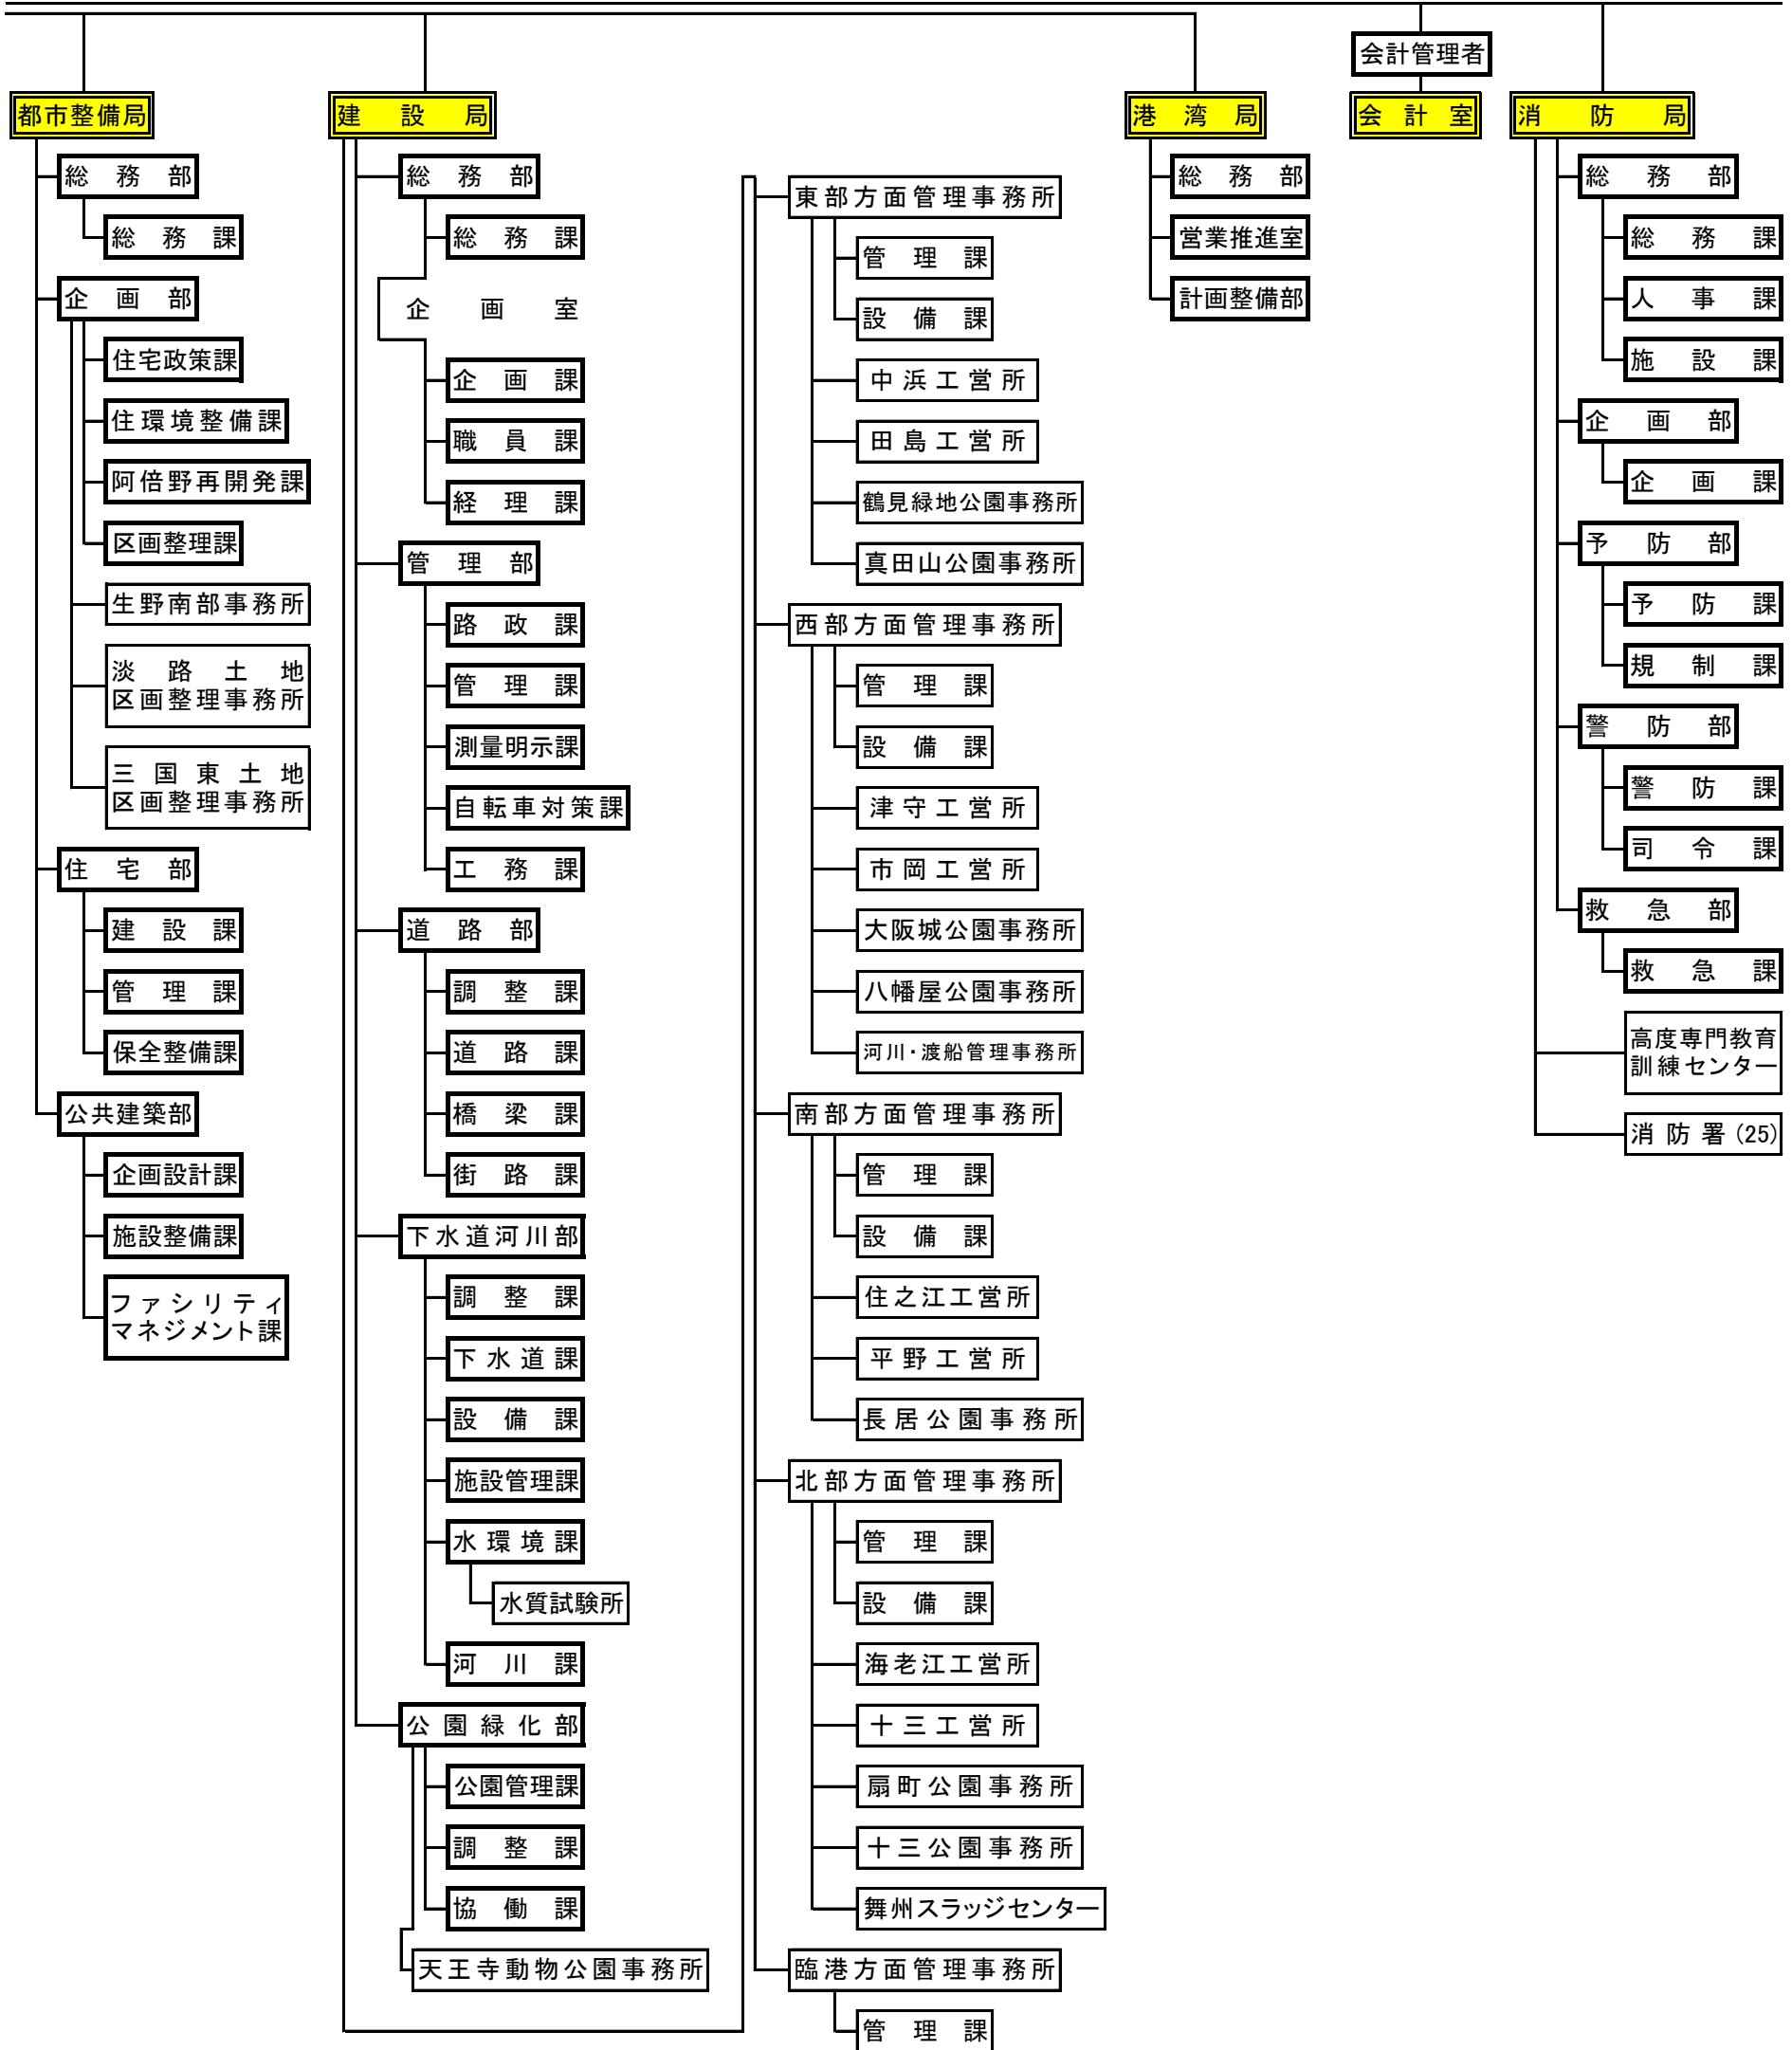 会計管理者
都市整備局
建設局
港湾局
会計室
消防局
総務部
総務課
企画部
住宅政策課
住環境整備課
阿倍野再開発課
区画整理課
生野南部事務所
淡路土地
区画整理事務所
三国東土地
区画整理事務所
住宅部
建設課
管理課
保全整備課
公共建築部
企画設計課
施設整備課
ファシリティ
マネジメント課
総務部
総務課
企画室
企画課
職員課
経理課
管理部
路政課
管理課
測量明示課
自転車対策課
工務課
道路部
調整課
道路課
橋梁課
街路課
下水道河川部
調整課
下水道課
設備課
施設管理課
水環境課
水質試験所
河川課
公園緑化部
公園管理課
調整課
協働課
天王寺動物公園事務所
東部方面管理事務所
管理課
設備課
中浜工営所
田島工営所
鶴見緑地公園事務所
真田山公園事務所
西部方面管理事務所
管理課
設備課
津守工営所
市岡工営所
大阪城公園事務所
八幡屋公園事務所
河川・渡船管理事務所
南部方面管理事務所
管理課
設備課
住之江工営所
平野工営所
長居公園事務所
北部方面管理事務所
管理課
設備課
海老江工営所
十三工営所
扇町公園事務所
十三公園事務所
舞州スラッジセンター
臨港方面管理事務所
管理課
総務部
営業推進室
計画整備部
総務部
総務課
人事課
施設課
企画部
企画課
予防部
予防課
規制課
警防部
警防課
司令課
救急部
救急課
高度専門教育
訓練センター
消防署(25)